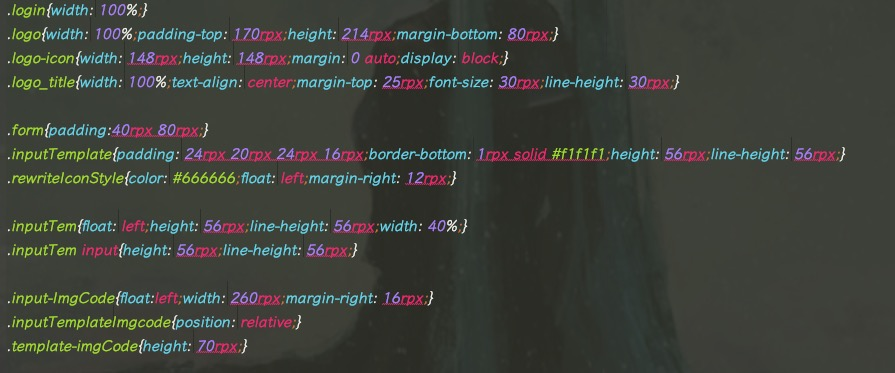 .login{width: 100%;}
.logo{width: 100%;padding-top: 170rpx;height: 214rpx;margin-bottom: 80rpx;}
.logo-icon{width: 148rpx;height: 148rpx;margin: 0 auto;display: block;}
.logo_title{width: 100%;text-align: center;margin-top: 25rpx;font-size: 30rpx;line-height: 30rpx;}
.form{padding:40rpx 80rpx;}
.inputTemplate{padding: 24rpx 20rpx 24rpx 16rpx;border-bottom: 1rpx solid #f1f1f1;height: 56rpx;line-height: 56rpx;}
.rewriteIconStyle{color: #666666;float: left;margin-right: 12rpx;}
.inputTem{float: left;height: 56rpx;line-height: 56rpx;width: 40%;}
.inputTem input{height: 56rpx;line-height: 56rpx;}
.input-ImgCode{float:left;width: 260rpx;margin-right: 16rpx;}
.inputTemplateImgcode{position: relative;}
.template-imgCode{height: 70rpx;}